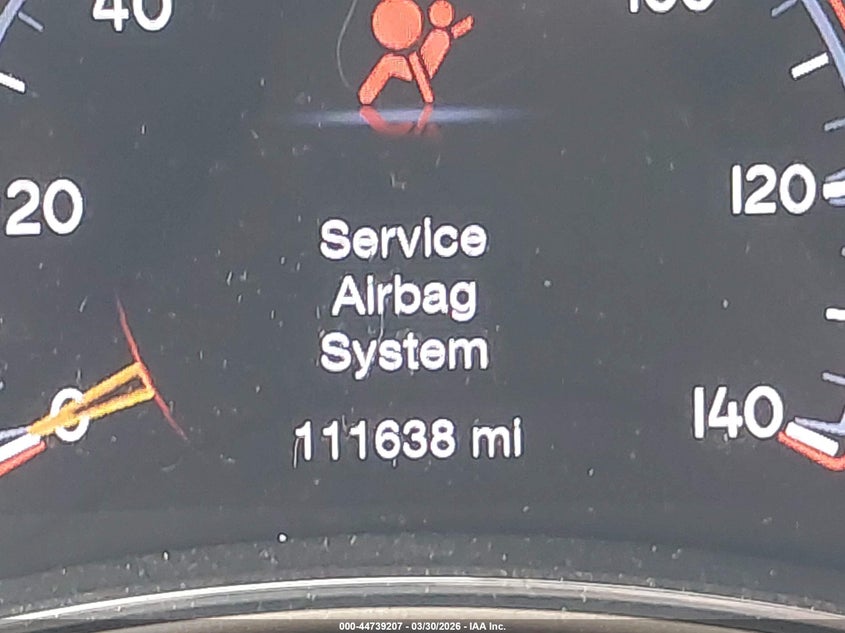 40
20
120
Service
Airbag
System
0
140
111638 mi
000-44739207 - 03/30/2026 - IAA Inc.